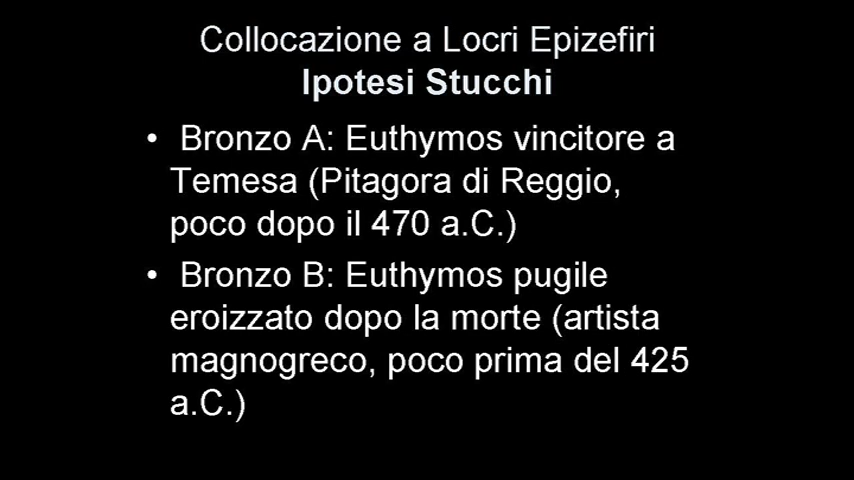 Collocazione a Locri Epizefiri
Ipotesi Stucchi
• Bronzo A: Euthymos vincitore a
Temesa (Pitagora di Reggio,
poco dopo il 470 a.C.)
• Bronzo B: Euthymos pugile
eroizzato dopo la morte (artista
magnogreco, poco prima del 425
a.C.)